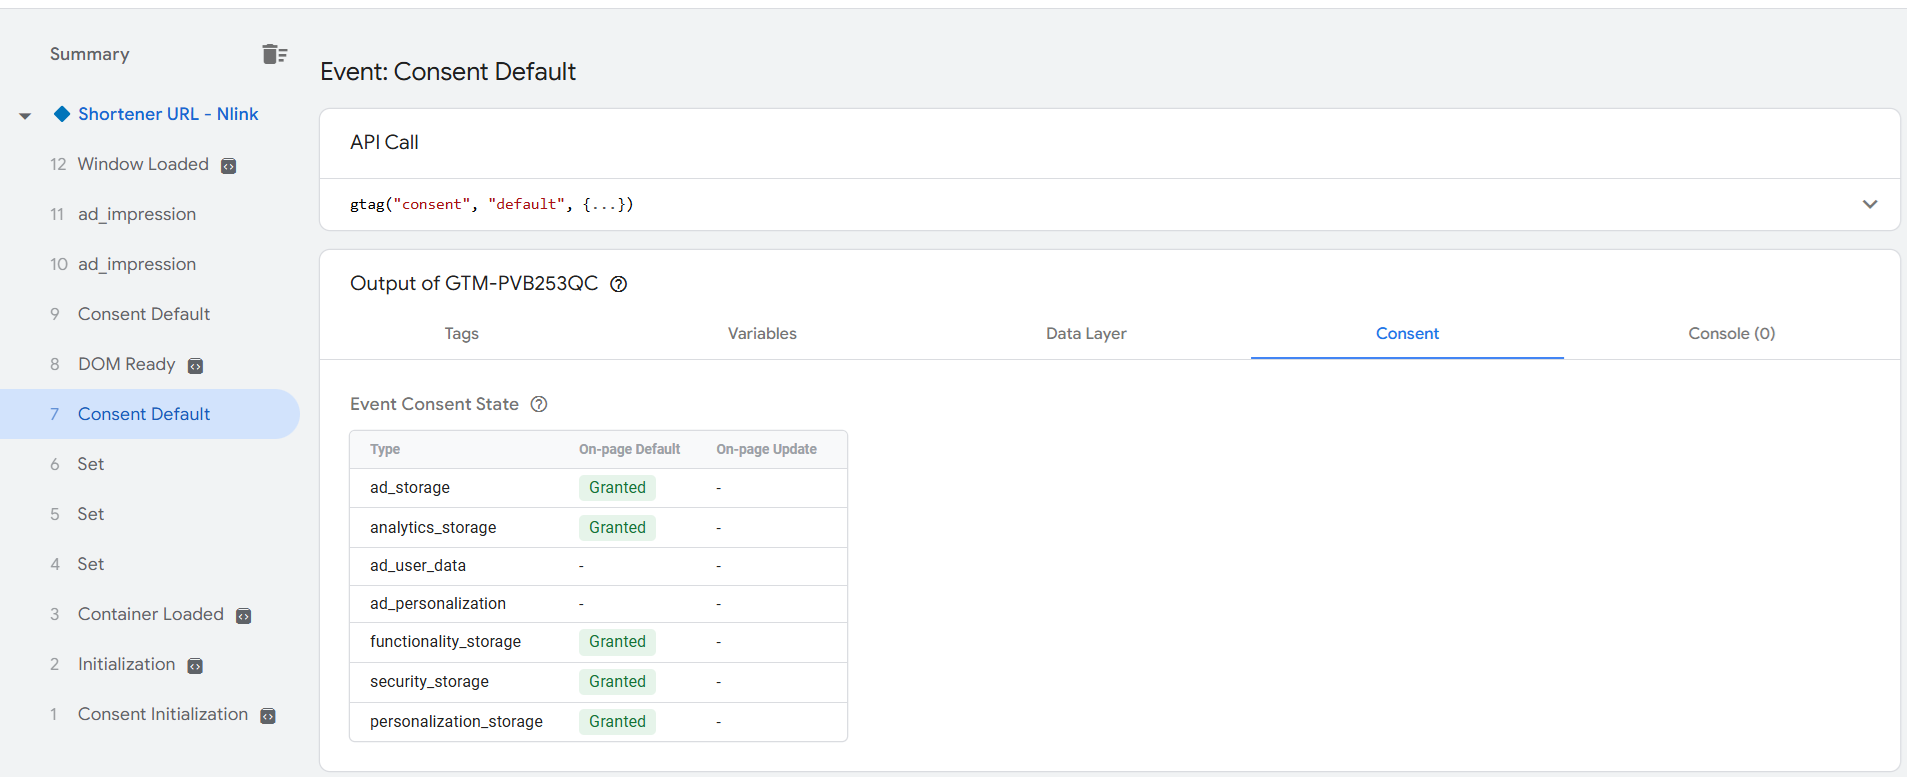 Summary
Shortener URL - Nlink
12 Window Loaded
11 ad_impression
10 ad_impression
9 Consent Default
8 DOM Ready
7 Consent Default
6 Set
5 Set
4 Set
3 Container Loaded
2 Initialization
1 Consent Initialization
Event: Consent Default
API Call
gtag("consent", "default", {...})
Output of GTM-PVB253QC
Tags Variables Data Layer Consent Console (0)
Event Consent State
Type On-page Default On-page Update
ad_storage Granted -
analytics_storage Granted -
ad_user_data - -
ad_personalization - -
functionality_storage Granted -
security_storage Granted -
personalization_storage Granted -